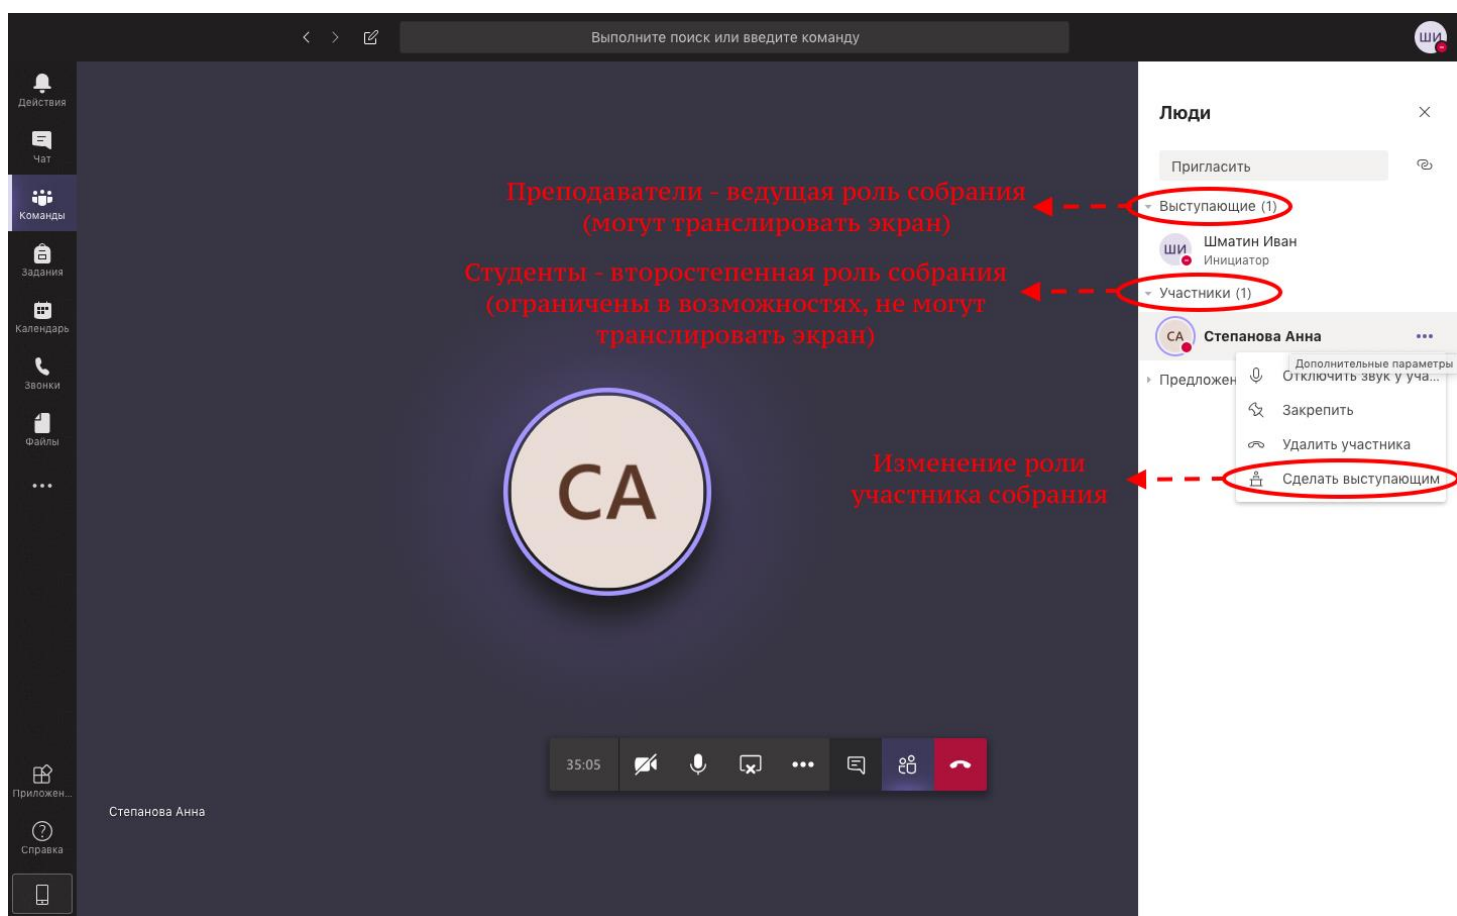 Выполните поиск или введите команду
ШИ
Действия
Чат
Команды
Задания
Календарь
Звонки
Файлы
Приложен...
Справка
Преподаватели - ведущая роль собрания
(могут транслировать экран)
Студенты - второстепенная роль собрания
(ограничены в возможностях, не могут
транслировать экран)
СА
Изменение роли
участника собрания
35:05
Степанова Анна
Люди
Пригласить
Выступающие (1)
ШИ
Шматин Иван
Инициатор
Участники (1)
СА
Степанова Анна
Дополнительные параметры
Предложен
Отключить звук у уча...
Закрепить
Удалить участника
Сделать выступающим